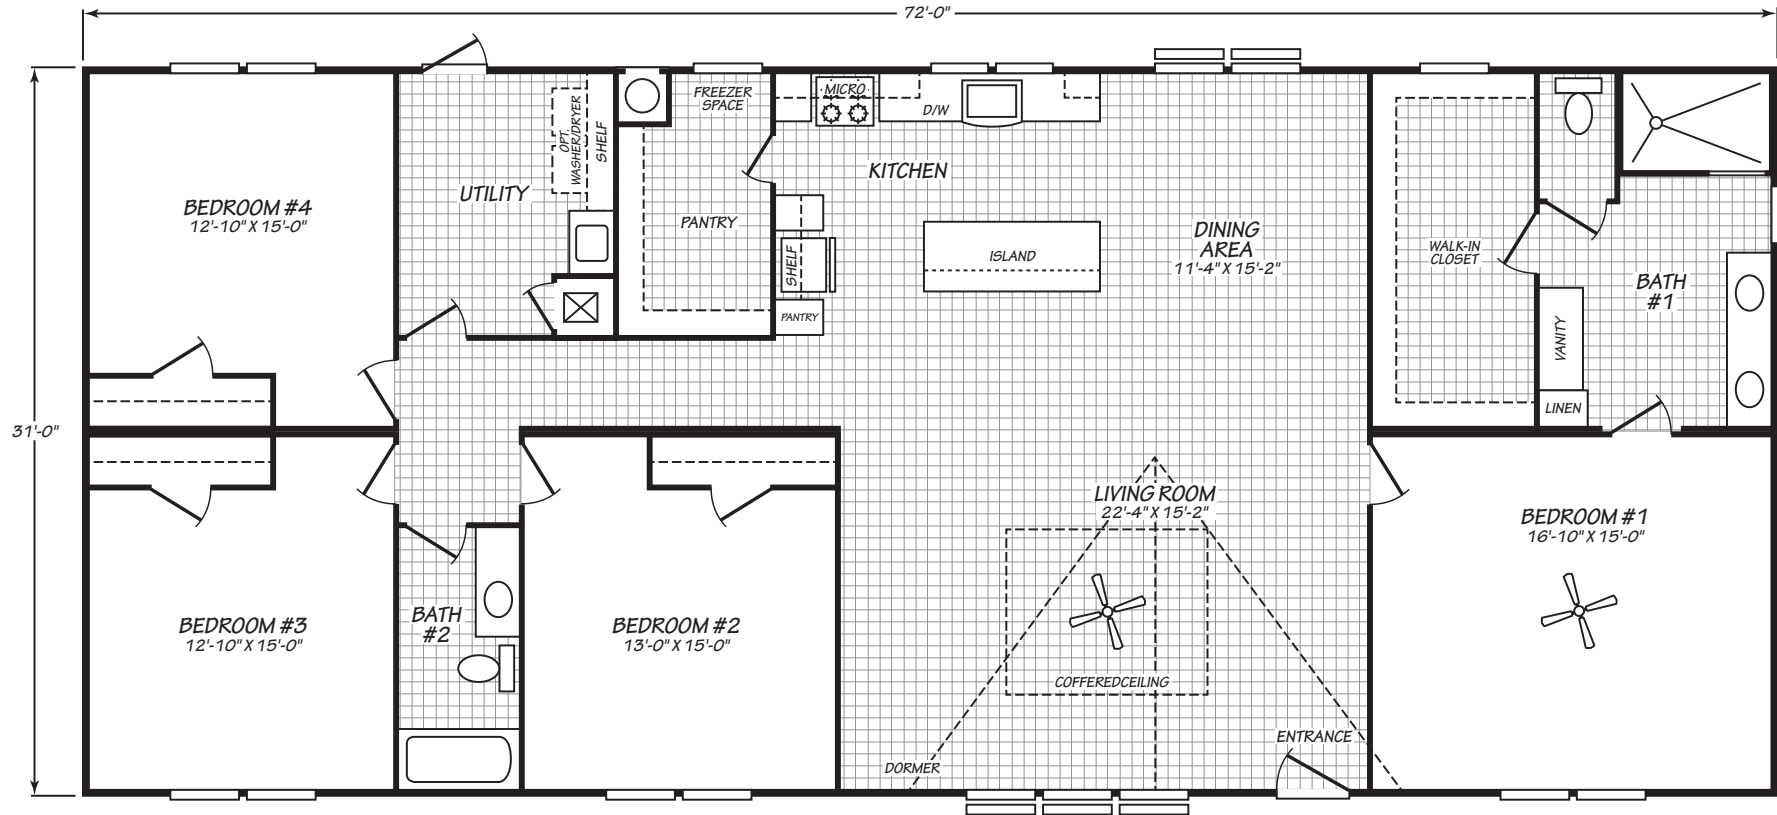 72'-0"
31'-0"
BEDROOM #4
12'-10" X 15'-0"
UTILITY
OPT.
WASHER/DRYER
SHELF
FREEZER
SPACE
PANTRY
MICRO
D/W
KITCHEN
SHELF
PANTRY
ISLAND
DINING
AREA
11'-4" X 15'-2"
WALK-IN
CLOSET
BATH
#1
VANITY
LINEN
BEDROOM #3
12'-10" X 15'-0"
BATH
#2
BEDROOM #2
13'-0" X 15'-0"
LIVING ROOM
22'-4" X 15'-2"
COFFEREDCEILING
DORMER
ENTRANCE
BEDROOM #1
16'-10" X 15'-0"